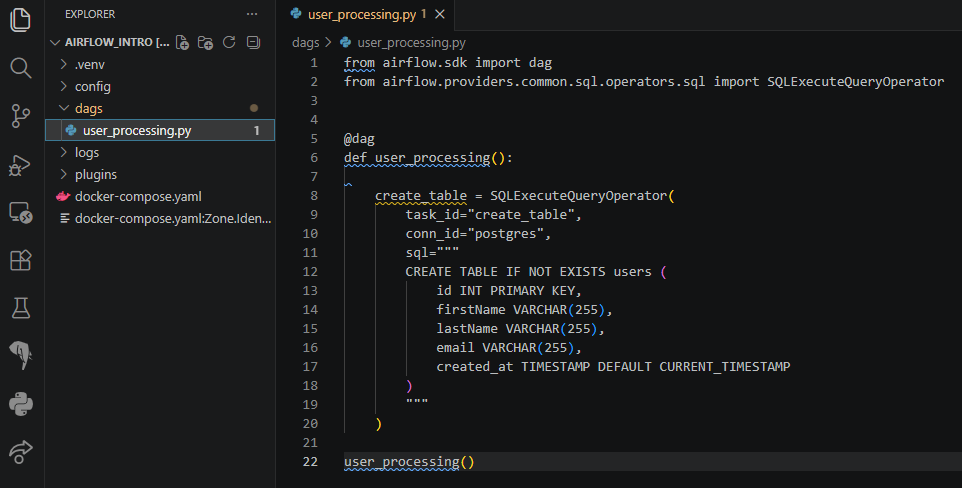 EXPLORER
...
AIRFLOW_INTRO [...
.venv
config
dags
user_processing.py 1
logs
plugins
docker-compose.yaml
docker-compose.yaml:Zone.Iden...
user_processing.py 1
dags > user_processing.py
1 from airflow.sdk import dag
2 from airflow.providers.common.sql.operators.sql import SQLExecuteQueryOperator
3
4
5 @dag
6 def user_processing():
7
8     create_table = SQLExecuteQueryOperator(
9         task_id="create_table",
10         conn_id="postgres",
11         sql="""
12         CREATE TABLE IF NOT EXISTS users (
13             id INT PRIMARY KEY,
14             firstName VARCHAR(255),
15             lastName VARCHAR(255),
16             email VARCHAR(255),
17             created_at TIMESTAMP DEFAULT CURRENT_TIMESTAMP
18         )
19         """
20     )
21
22 user_processing()